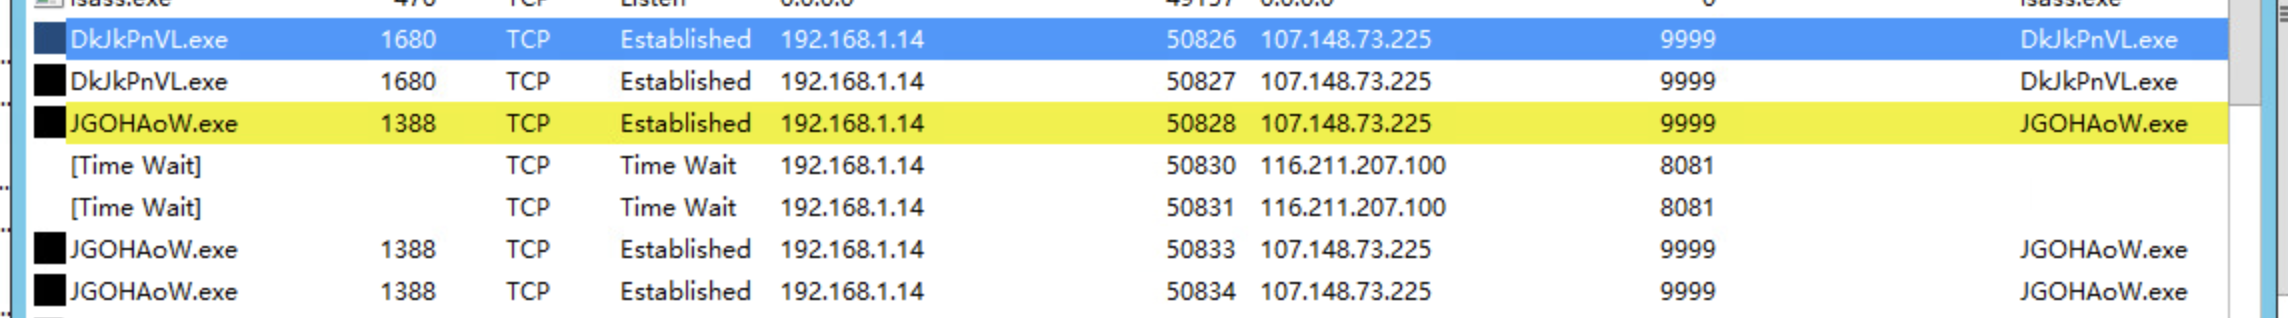 lsass.exe 476 TCP Listen 0.0.0.0 49157 0.0.0.0 0 lsass.exe
DkJkPnVL.exe 1680 TCP Established 192.168.1.14 50826 107.148.73.225 9999 DkJkPnVL.exe
DkJkPnVL.exe 1680 TCP Established 192.168.1.14 50827 107.148.73.225 9999 DkJkPnVL.exe
JGOHAoW.exe 1388 TCP Established 192.168.1.14 50828 107.148.73.225 9999 JGOHAoW.exe
[Time Wait] TCP Time Wait 192.168.1.14 50830 116.211.207.100 8081
[Time Wait] TCP Time Wait 192.168.1.14 50831 116.211.207.100 8081
JGOHAoW.exe 1388 TCP Established 192.168.1.14 50833 107.148.73.225 9999 JGOHAoW.exe
JGOHAoW.exe 1388 TCP Established 192.168.1.14 50834 107.148.73.225 9999 JGOHAoW.exe